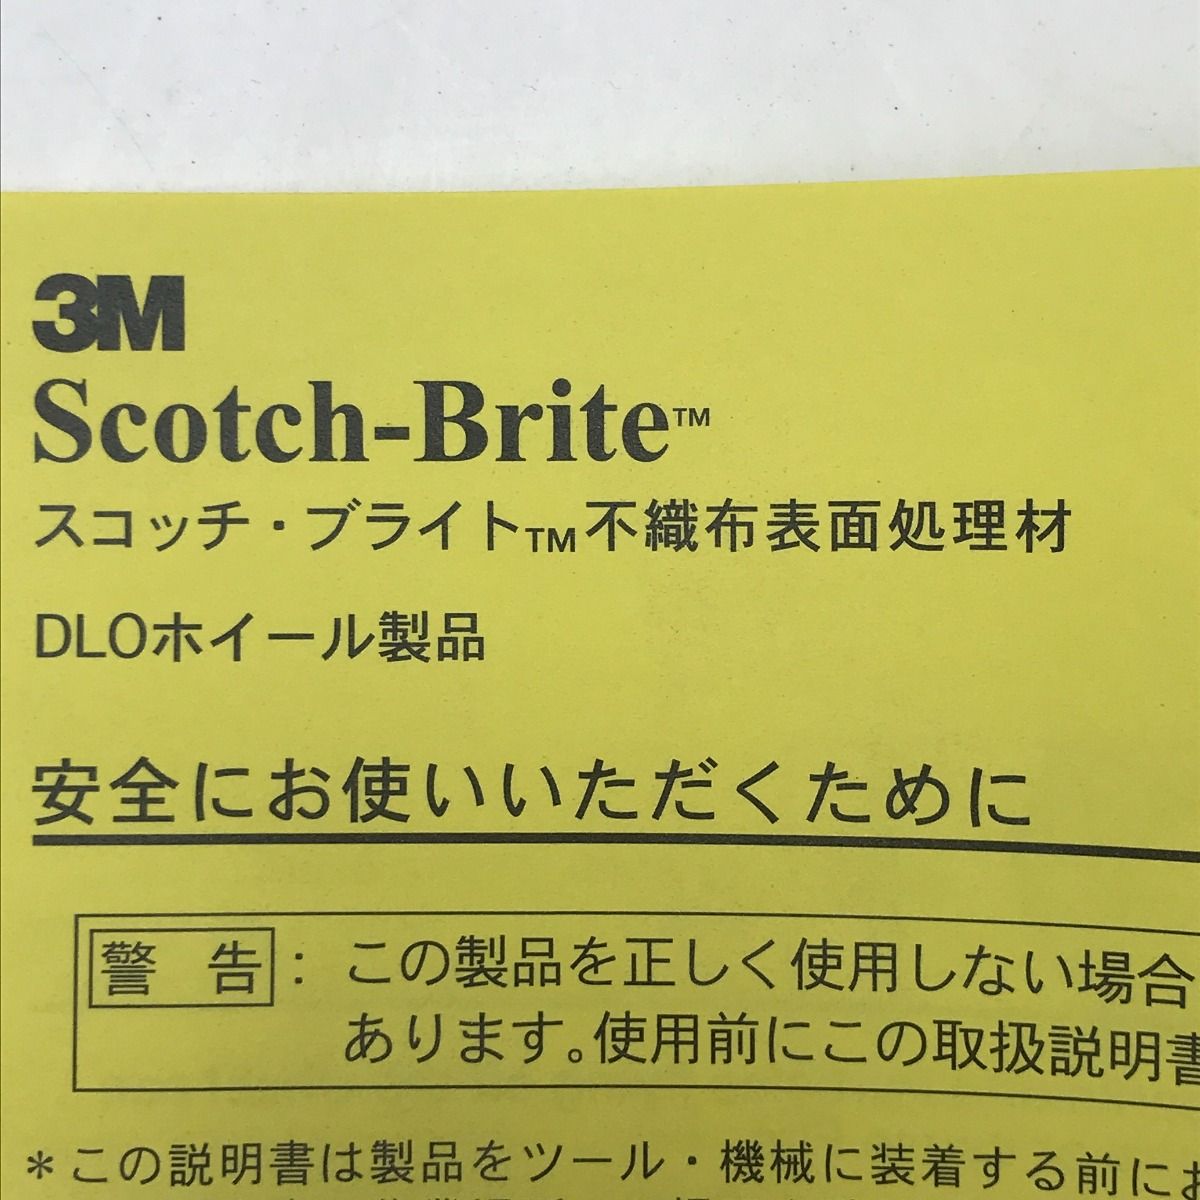 3M
Scotch-Brite™
スコッチ・ブライトTM不織布表面処理材
DLOホイール製品
安全にお使いいただくために
警 告 : この製品を正しく使用しない場合
あります。使用前にこの取扱説明書
*この説明書は製品をツール・機械に装着する前にお